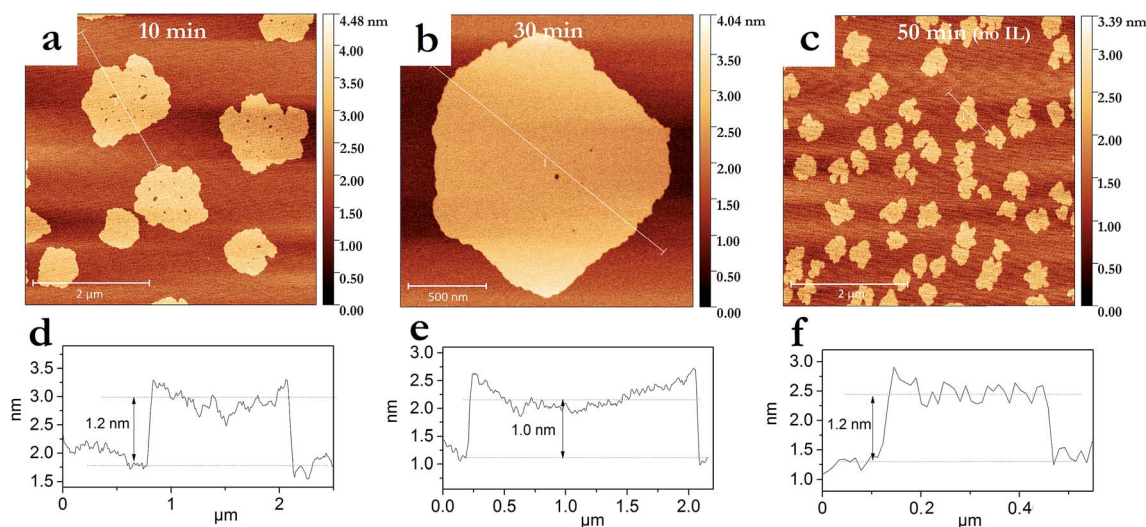 a
10 min
2 µm
4.48 nm
4.00
3.50
3.00
2.50
2.00
1.50
1.00
0.50
0.00
b
30 min
500 nm
4.04 nm
3.50
3.00
2.50
2.00
1.50
1.00
0.50
0.00
c
50 min (no IL)
2 µm
3.39 nm
3.00
2.50
2.00
1.50
1.00
0.50
0.00
d
nm
3.5
3.0
2.5
2.0
1.5
1.2 nm
0
1
2
µm
e
nm
3.0
2.5
2.0
1.5
1.0
1.0 nm
0.0
0.5
1.0
1.5
2.0
µm
f
nm
3.0
2.5
2.0
1.5
1.0
1.2 nm
0
0.2
0.4
µm